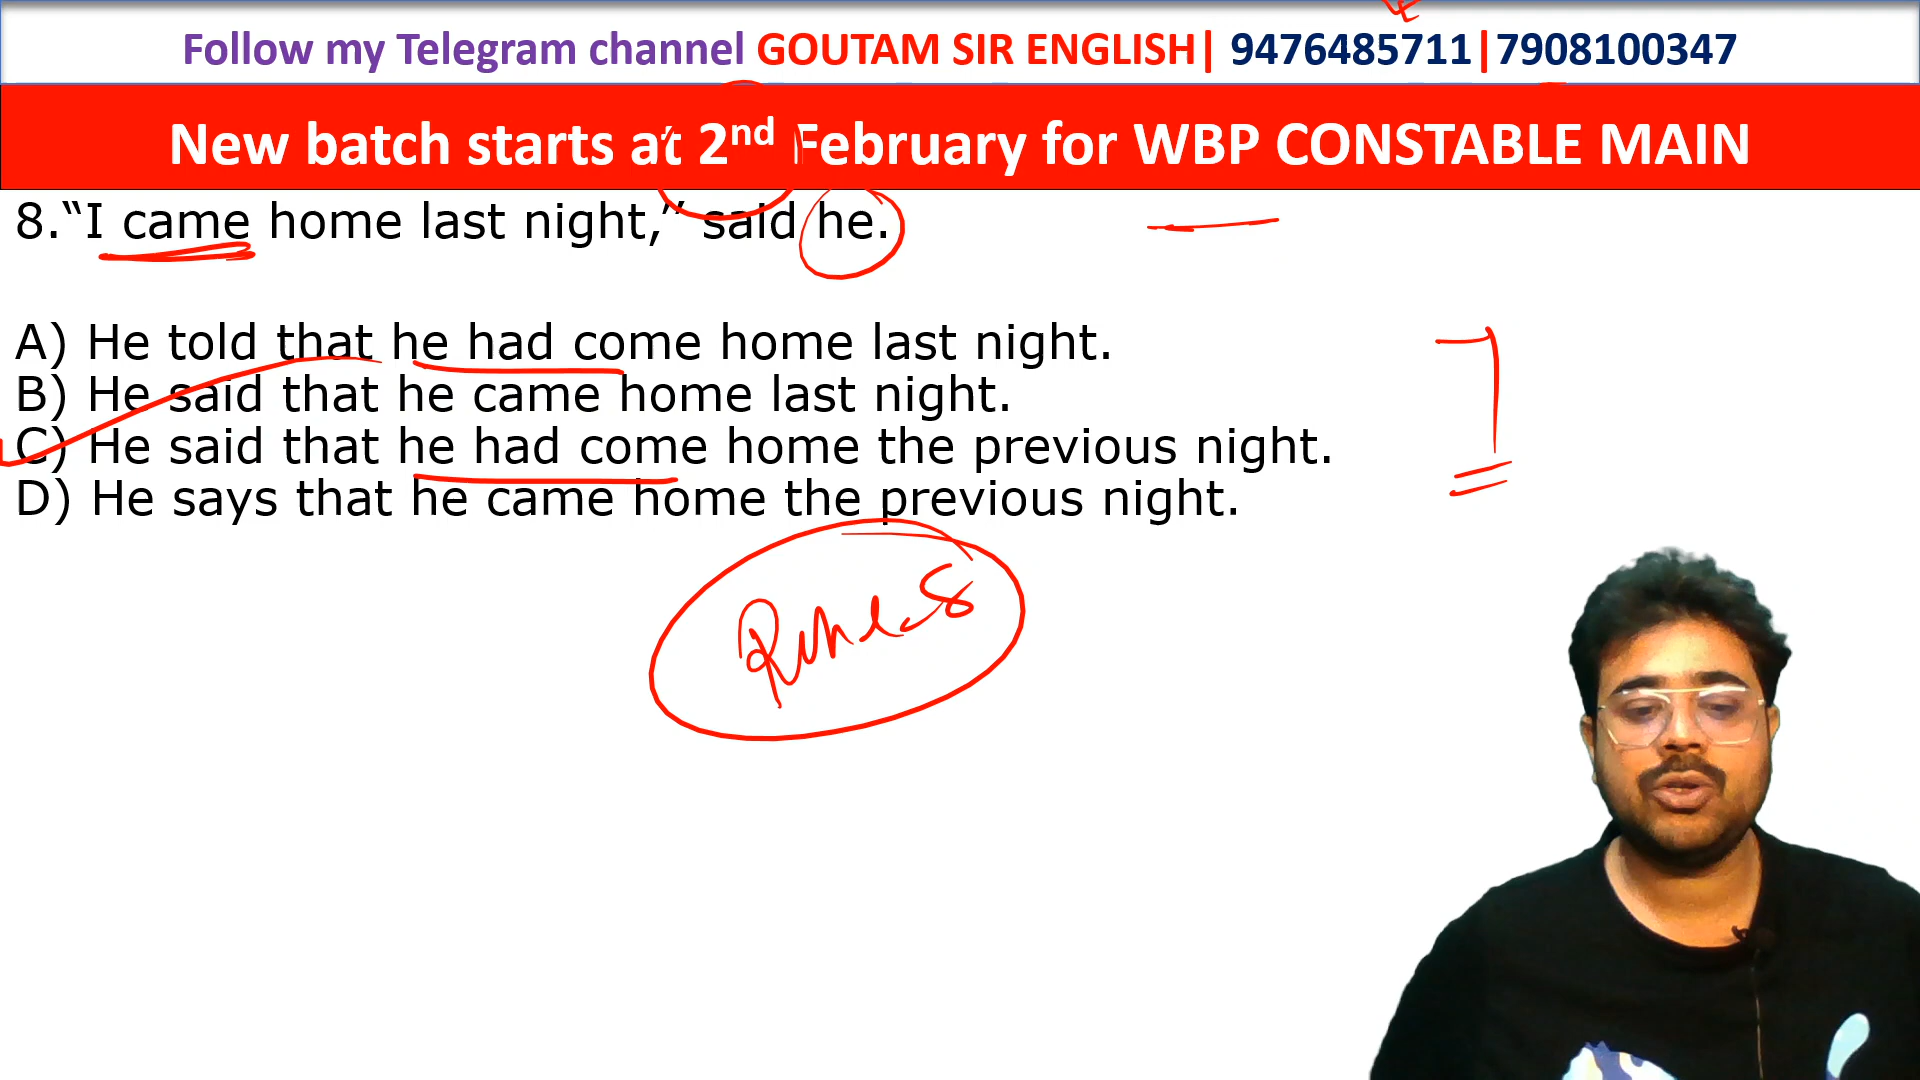 Follow my Telegram channel GOUTAM SIR ENGLISH| 9476485711|7908100347
New batch starts at 2nd February for WBP CONSTABLE MAIN
8.“I came home last night,” said he.
A) He told that he had come home last night.
B) He said that he came home last night.
C) He said that he had come home the previous night.
D) He says that he came home the previous night.